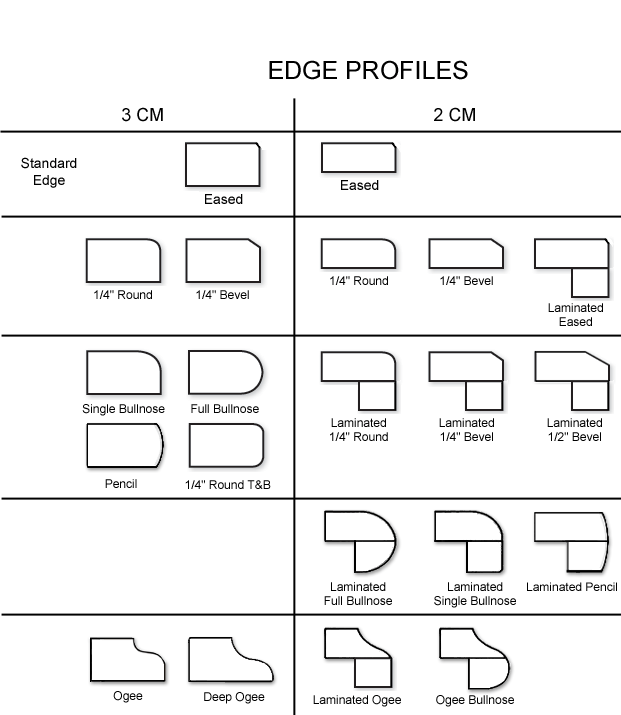 EDGE PROFILES
3 CM
2 CM
Standard
Edge
Eased
Eased
1/4" Round
1/4" Bevel
1/4" Round
1/4" Bevel
Laminated
Eased
Single Bullnose
Full Bullnose
Pencil
1/4" Round T&B
Laminated
1/4" Round
Laminated
1/4" Bevel
Laminated
1/2" Bevel
Laminated
Full Bullnose
Laminated
Single Bullnose
Laminated Pencil
Ogee
Deep Ogee
Laminated Ogee
Ogee Bullnose